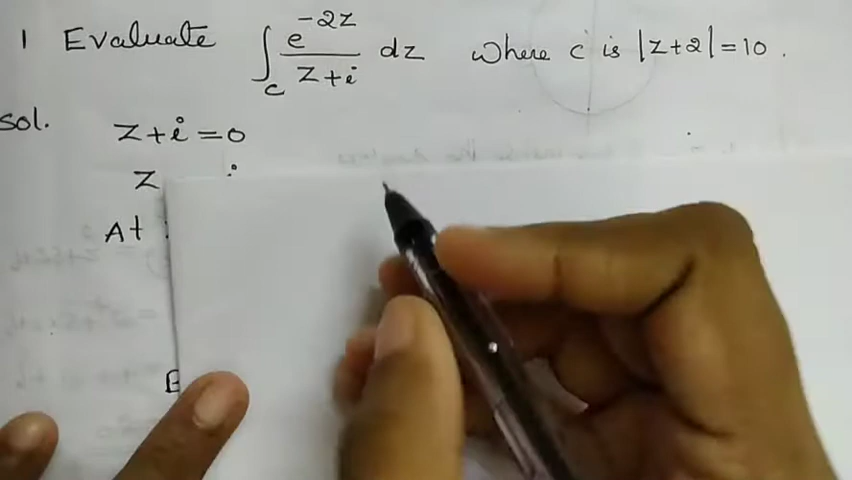 1 Evaluate ∫_C e^{-2z}/(z+i) dz where c is |z+2|=10.
sol. z+i=0
z
At